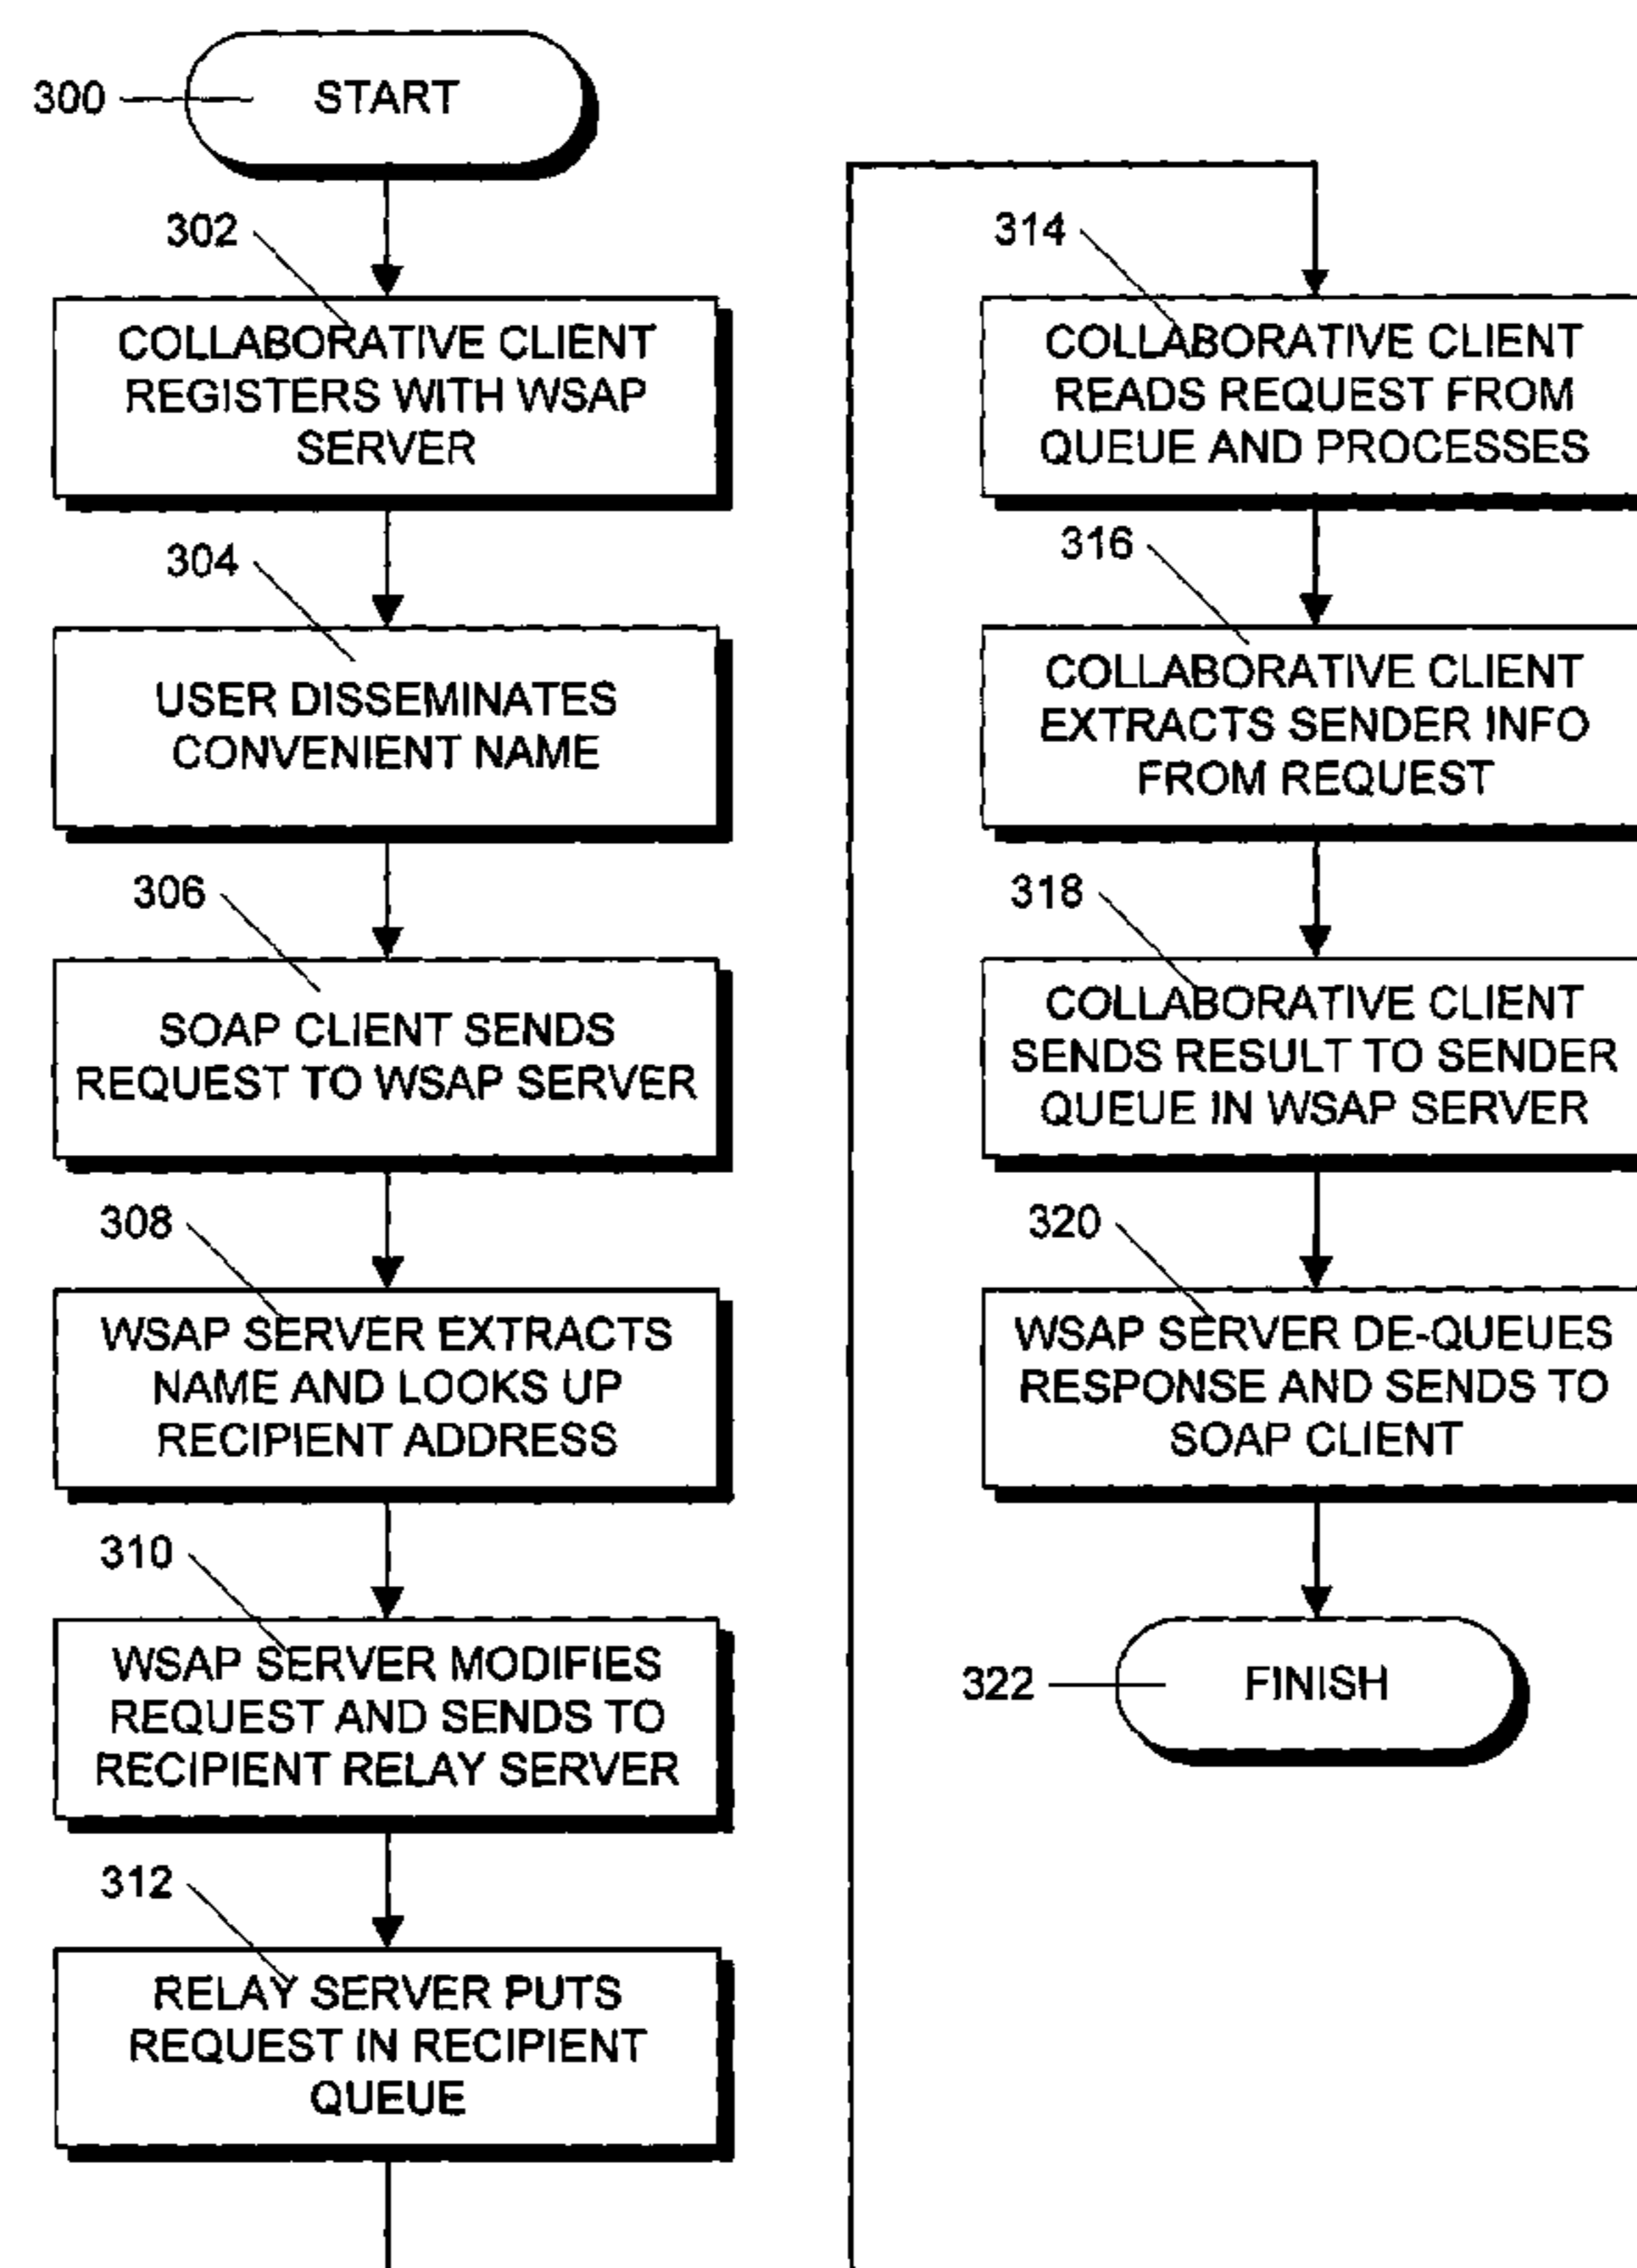 300
START
302
COLLABORATIVE CLIENT
REGISTERS WITH WSAP
SERVER
304
USER DISSEMINATES
CONVENIENT NAME
306
SOAP CLIENT SENDS
REQUEST TO WSAP SERVER
308
WSAP SERVER EXTRACTS
NAME AND LOOKS UP
RECIPIENT ADDRESS
310
WSAP SERVER MODIFIES
REQUEST AND SENDS TO
RECIPIENT RELAY SERVER
312
RELAY SERVER PUTS
REQUEST IN RECIPIENT
QUEUE
314
COLLABORATIVE CLIENT
READS REQUEST FROM
QUEUE AND PROCESSES
316
COLLABORATIVE CLIENT
EXTRACTS SENDER INFO
FROM REQUEST
318
COLLABORATIVE CLIENT
SENDS RESULT TO SENDER
QUEUE IN WSAP SERVER
320
WSAP SERVER DE-QUEUES
RESPONSE AND SENDS TO
SOAP CLIENT
322
FINISH